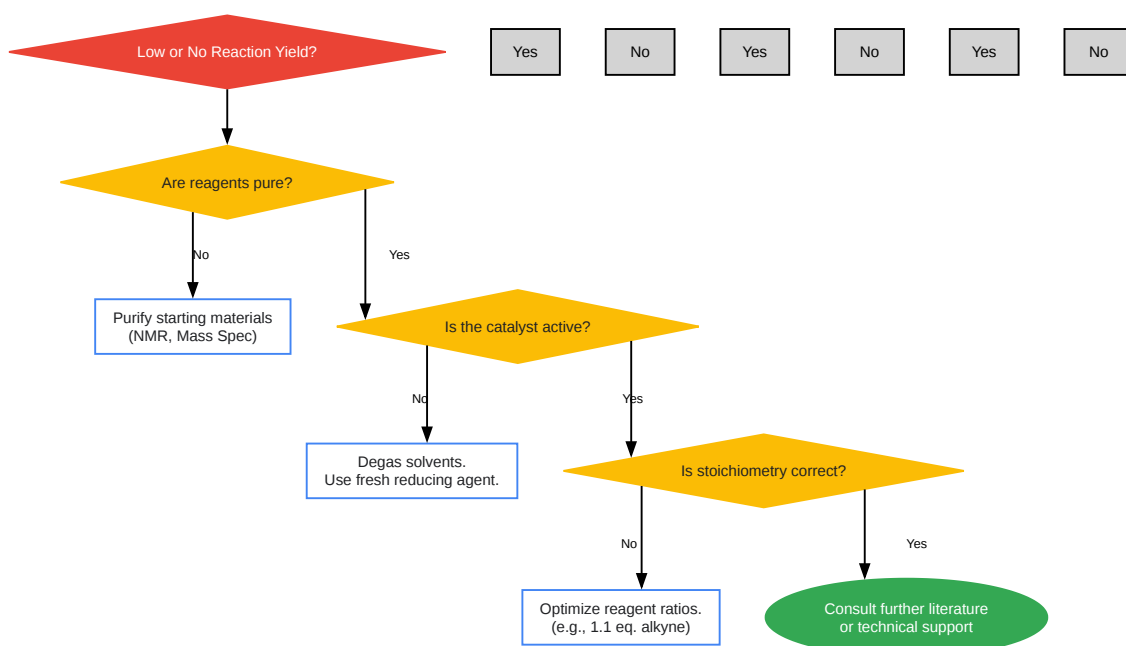 Low or No Reaction Yield?
Yes
No
Yes
No
Yes
No
Are reagents pure?
No
Yes
Purify starting materials
(NMR, Mass Spec)
Is the catalyst active?
No
Yes
Degas solvents.
Use fresh reducing agent.
Is stoichiometry correct?
No
Yes
Optimize reagent ratios.
(e.g., 1.1 eq. alkyne)
Consult further literature
or technical support